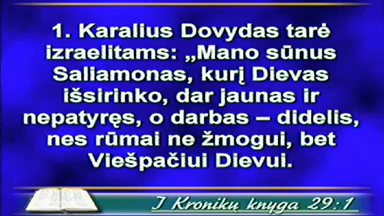 1. Karalius Dovydas tarė
izraelitams: „Mano sūnus
Saliamonas, kurį Dievas
išsirinko, dar jaunas ir
nepatyręs, o darbas – didelis,
nes rūmai ne žmogui, bet
Viešpačiui Dievui.
I Kronikų knyga 29:1